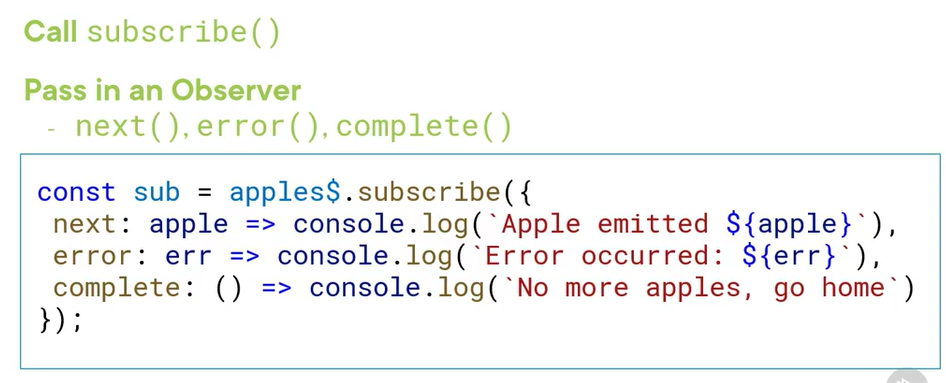 Call subscribe()
Pass in an Observer
- next(), error(), complete()
const sub = apples$.subscribe({
 next: apple => console.log(`Apple emitted ${apple}`),
 error: err => console.log(`Error occurred: ${err}`),
 complete: () => console.log(`No more apples, go home`)
});